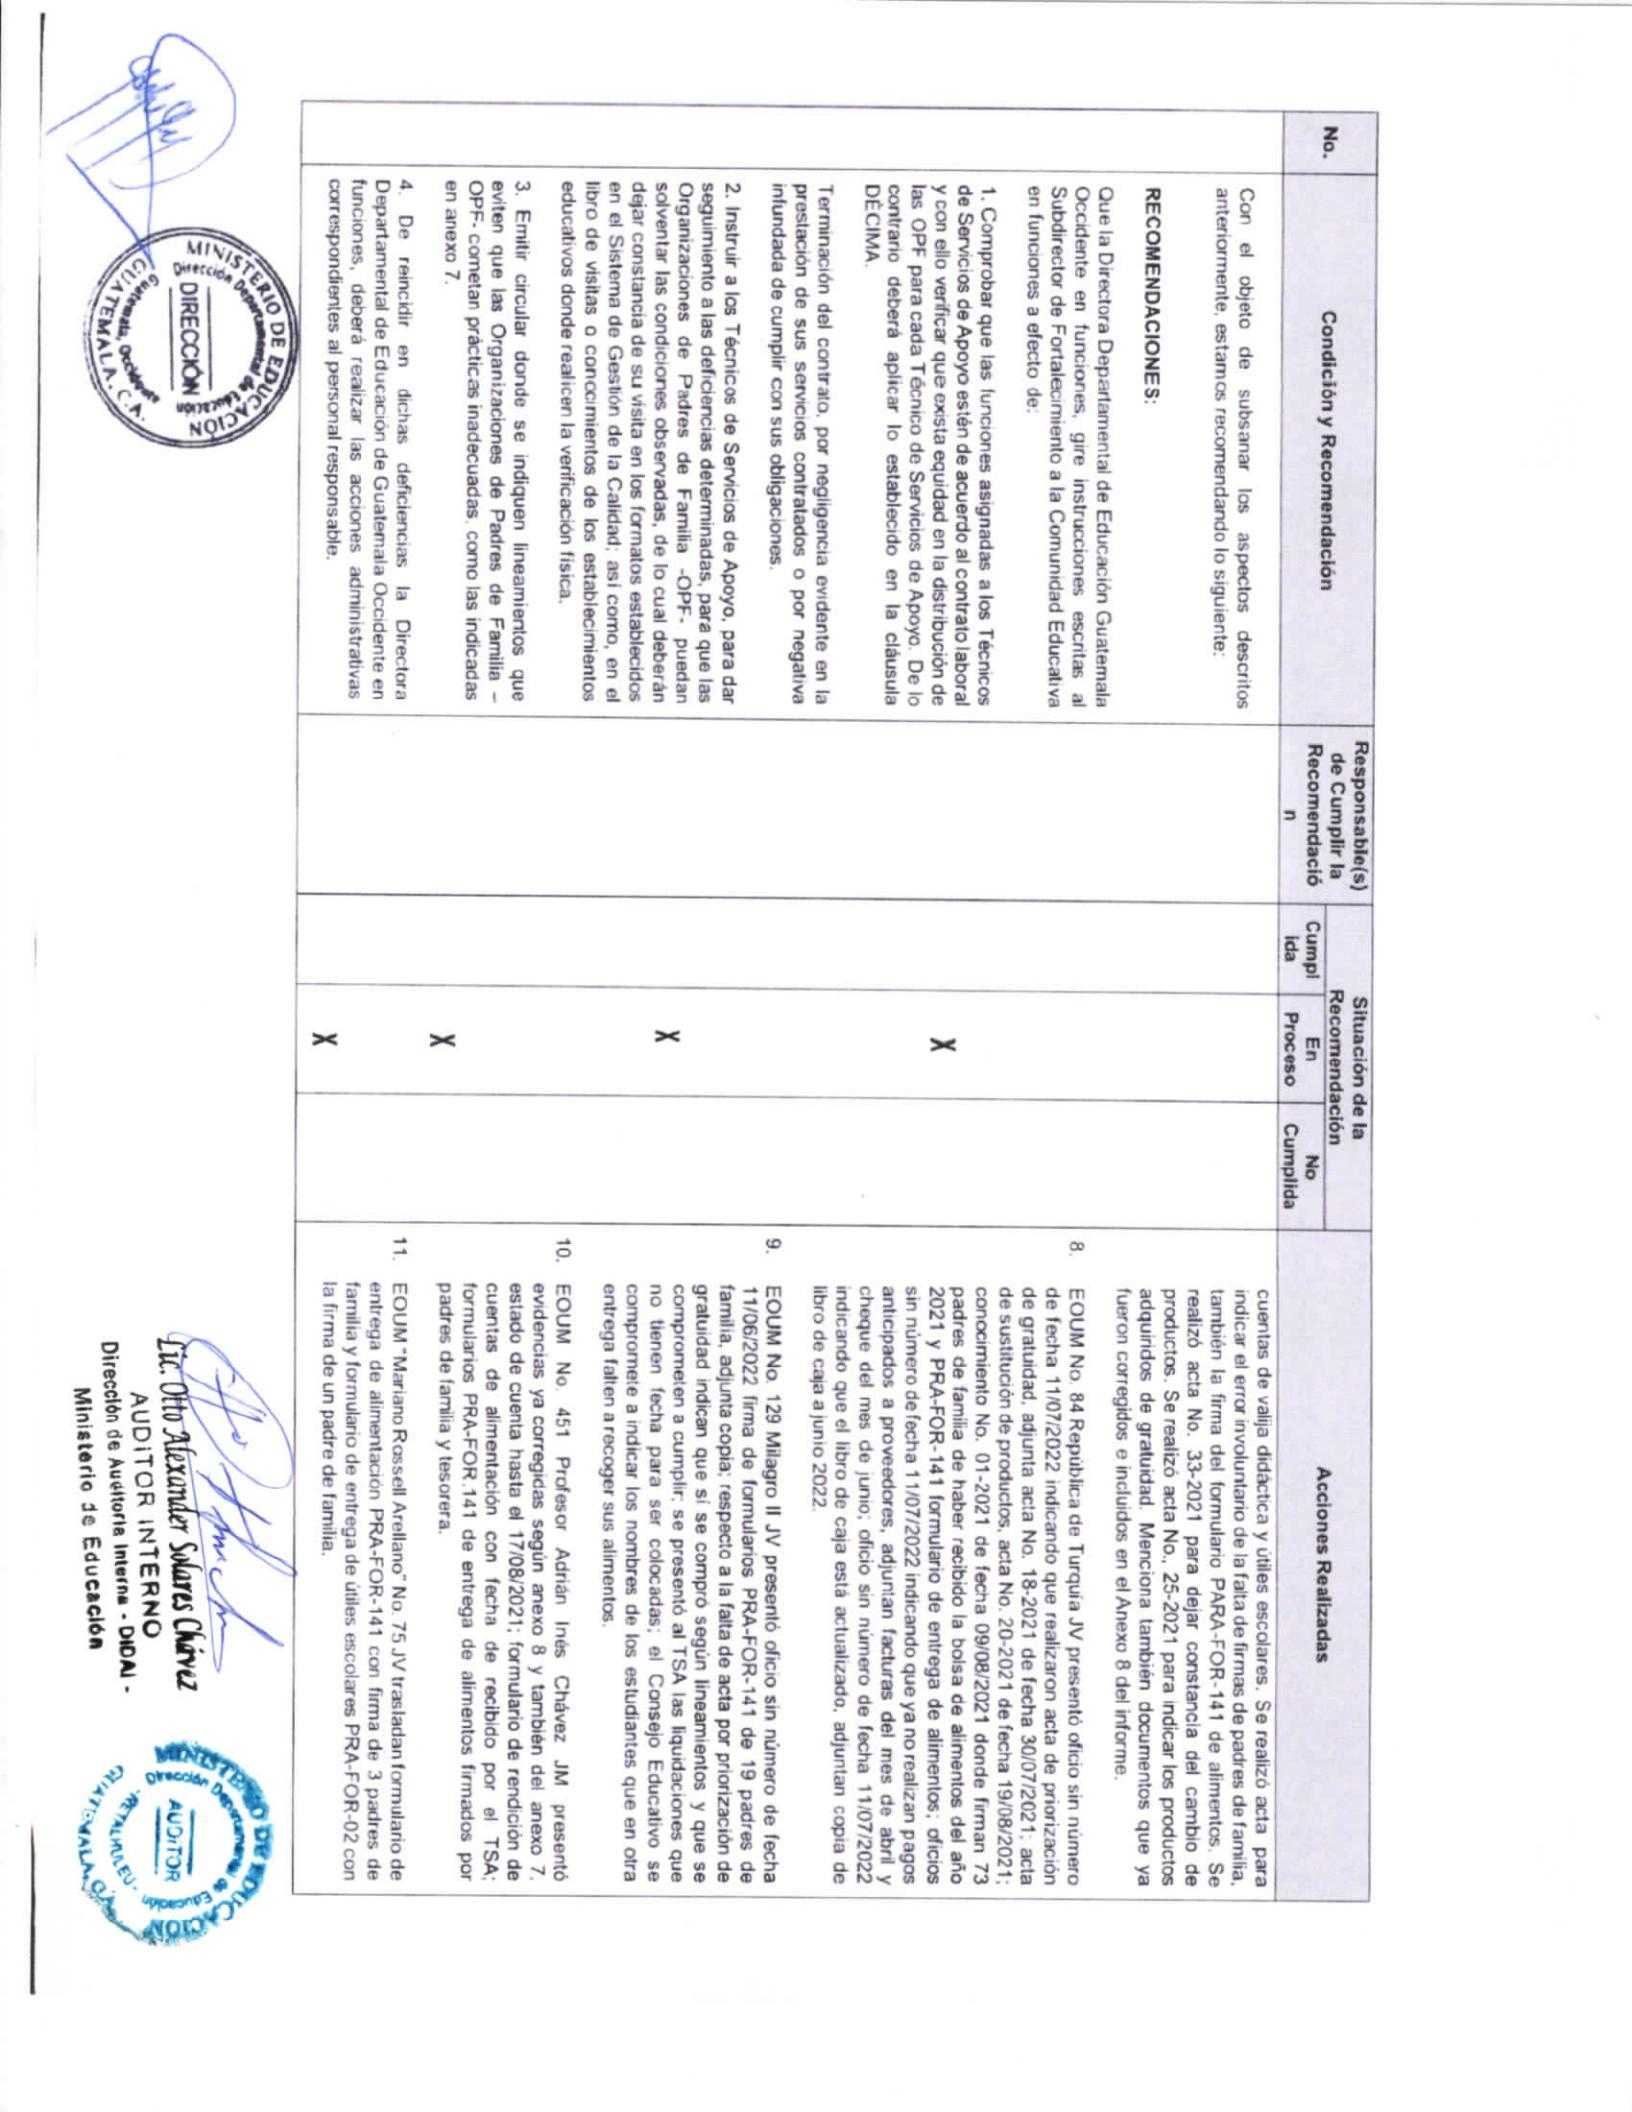 No.
Condición y Recomendación
Responsable(s)
de Cumplir la
Recomendació
n
Situación de la
Recomendación
Cumpl
ida
En
Proceso
No
Cumplida
Acciones Realizadas
Con el objeto de subsanar los aspectos descritos
anteriormente, estamos recomendando lo siguiente:
RECOMENDACIONES:
Que la Directora Departamental de Educación Guatemala
Occidente en funciones, gire instrucciones escritas al
Subdirector de Fortalecimiento a la Comunidad Educativa
en funciones a efecto de:
1. Comprobar que las funciones asignadas a los Técnicos
de Servicios de Apoyo estén de acuerdo al contrato laboral
y con ello verificar que exista equidad en la distribución de
las OPF para cada Técnico de Servicios de Apoyo. De lo
contrario deberá aplicar lo establecido en la cláusula
DÉCIMA.
Terminación del contrato, por negligencia evidente en la
prestación de sus servicios contratados o por negativa
infundada de cumplir con sus obligaciones.
2. Instruir a los Técnicos de Servicios de Apoyo, para dar
seguimiento a las deficiencias determinadas, para que las
Organizaciones de Padres de Familia -OPF- puedan
solventar las condiciones observadas, de lo cual deberán
dejar constancia de su visita en los formatos establecidos
en el Sistema de Gestión de la Calidad; así como, en el
libro de visitas o conocimientos de los establecimientos
educativos donde realicen la verificación física.
3. Emitir circular donde se indiquen lineamientos que
eviten que las Organizaciones de Padres de Familia –
OPF- cometan prácticas inadecuadas, como las indicadas
en anexo 7.
4. De reincidir en dichas deficiencias la Directora
Departamental de Educación de Guatemala Occidente en
funciones, deberá realizar las acciones administrativas
correspondientes al personal responsable.
X
X
X
X
cuentas de valija didáctica y útiles escolares. Se realizó acta para
indicar el error involuntario de la falta de firmas de padres de familia,
también la firma del formulario PARA-FOR-141 de alimentos. Se
realizó acta No. 33-2021 para dejar constancia del cambio de
productos. Se realizó acta No., 25-2021 para indicar los productos
adquiridos de gratuidad. Menciona también documentos que ya
fueron corregidos e incluidos en el Anexo 8 del informe.
8. EOUM No. 84 República de Turquía JV presentó oficio sin número
de fecha 11/07/2022 indicando que realizaron acta de priorización
de gratuidad, adjunta acta No. 18-2021 de fecha 30/07/2021; acta
de sustitución de productos, acta No. 20-2021 de fecha 19/08/2021;
conocimiento No. 01-2021 de fecha 09/08/2021 donde firman 73
padres de familia de haber recibido la bolsa de alimentos del año
2021 y PRA-FOR-141 formulario de entrega de alimentos; oficios
sin número de fecha 11/07/2022 indicando que ya no realizan pagos
anticipados a proveedores, adjuntan facturas del mes de abril y
cheque del mes de junio; oficio sin número de fecha 11/07/2022
indicando que el libro de caja está actualizado, adjuntan copia de
libro de caja a junio 2022.
9. EOUM No. 129 Milagro II JV presentó oficio sin número de fecha
11/06/2022 firma de formularios PRA-FOR-141 de 19 padres de
familia, adjunta copia; respecto a la falta de acta por priorización de
gratuidad indican que sí se compró según lineamientos y que se
comprometen a cumplir; se presentó al TSA las liquidaciones que
no tienen fecha para ser colocadas; el Consejo Educativo se
compromete a indicar los nombres de los estudiantes que en otra
entrega falten a recoger sus alimentos.
10. EOUM No. 451 Profesor Adrián Inés Chávez JM presentó
evidencias ya corregidas según anexo 8 y también del anexo 7.
estado de cuenta hasta el 17/08/2021; formulario de rendición de
cuentas de alimentación con fecha de recibido por el TSA;
formularios PRA-FOR.141 de entrega de alimentos firmados por
padres de familia y tesorera.
11. EOUM "Mariano Rossell Arellano" No. 75 JV trasladan formulario de
entrega de alimentación PRA-FOR-141 con firma de 3 padres de
familia y formulario de entrega de útiles escolares PRA-FOR-02 con
la firma de un padre de familia.
MINISTERIO DE EDUCACIÓN
Dirección Departamental de Educación
DIRECCIÓN
Guatemala, Occidente
GUATEMALA, C.A.
Lic. Otto Alexander Solares Chávez
AUDITOR INTERNO
Dirección de Auditoría Interna - DIDAI -
Ministerio de Educación
MINISTERIO DE EDUCACION
Dirección Departamental de Educación
AUDITOR
RETALHULEU
GUATEMALA, C.A.